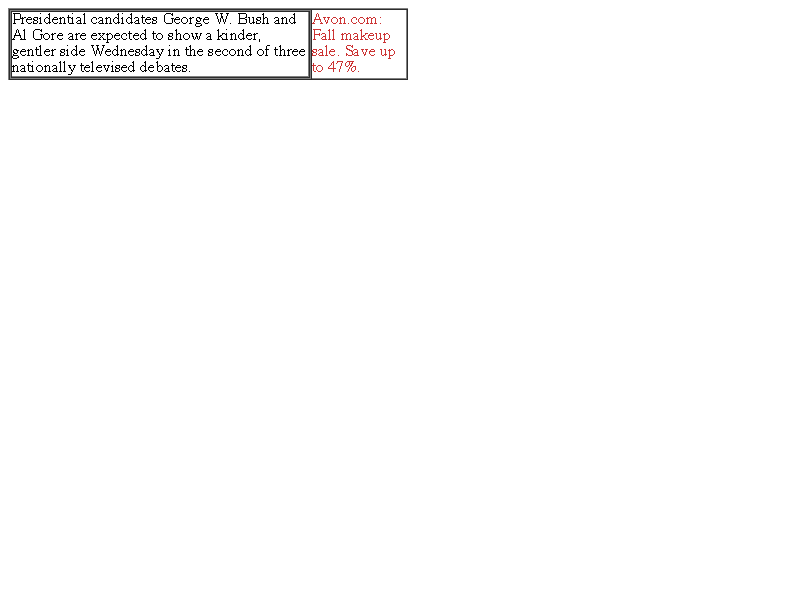 Presidential candidates George W. Bush and
Al Gore are expected to show a kinder,
gentler side Wednesday in the second of three
nationally televised debates.
Avon.com:
Fall makeup
sale. Save up
to 47%.